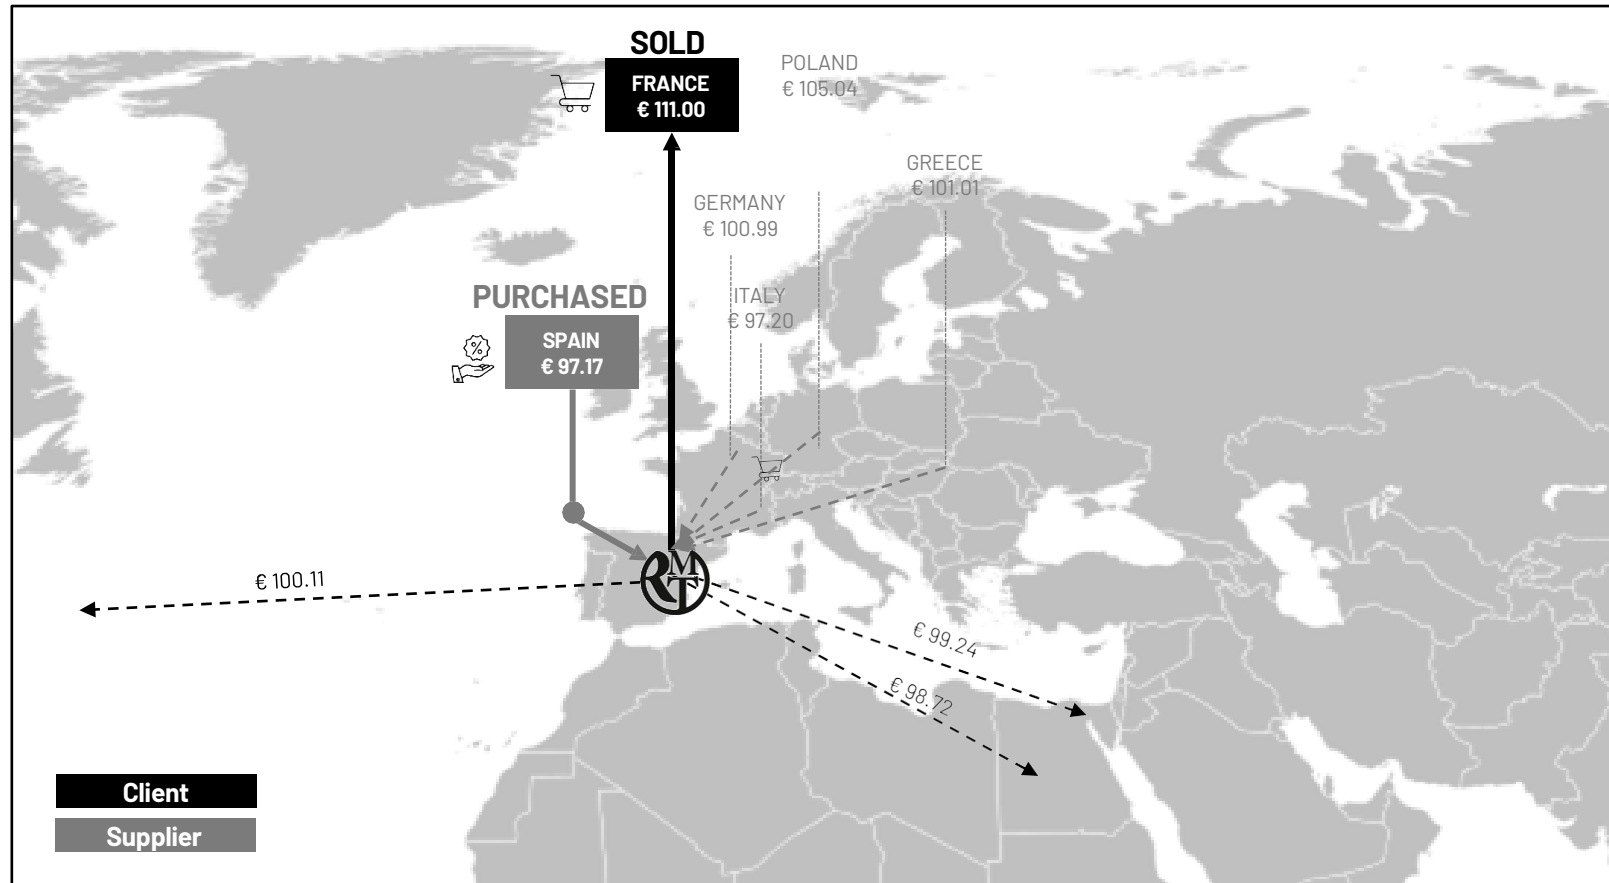 SOLD
FRANCE
€ 111.00
POLAND
€ 105.04
GREECE
€ 101.01
GERMANY
€ 100.99
ITALY
€ 97.20
PURCHASED
%
SPAIN
€ 97.17
RMT
€ 100.11
€ 99.24
€ 98.72
Client
Supplier